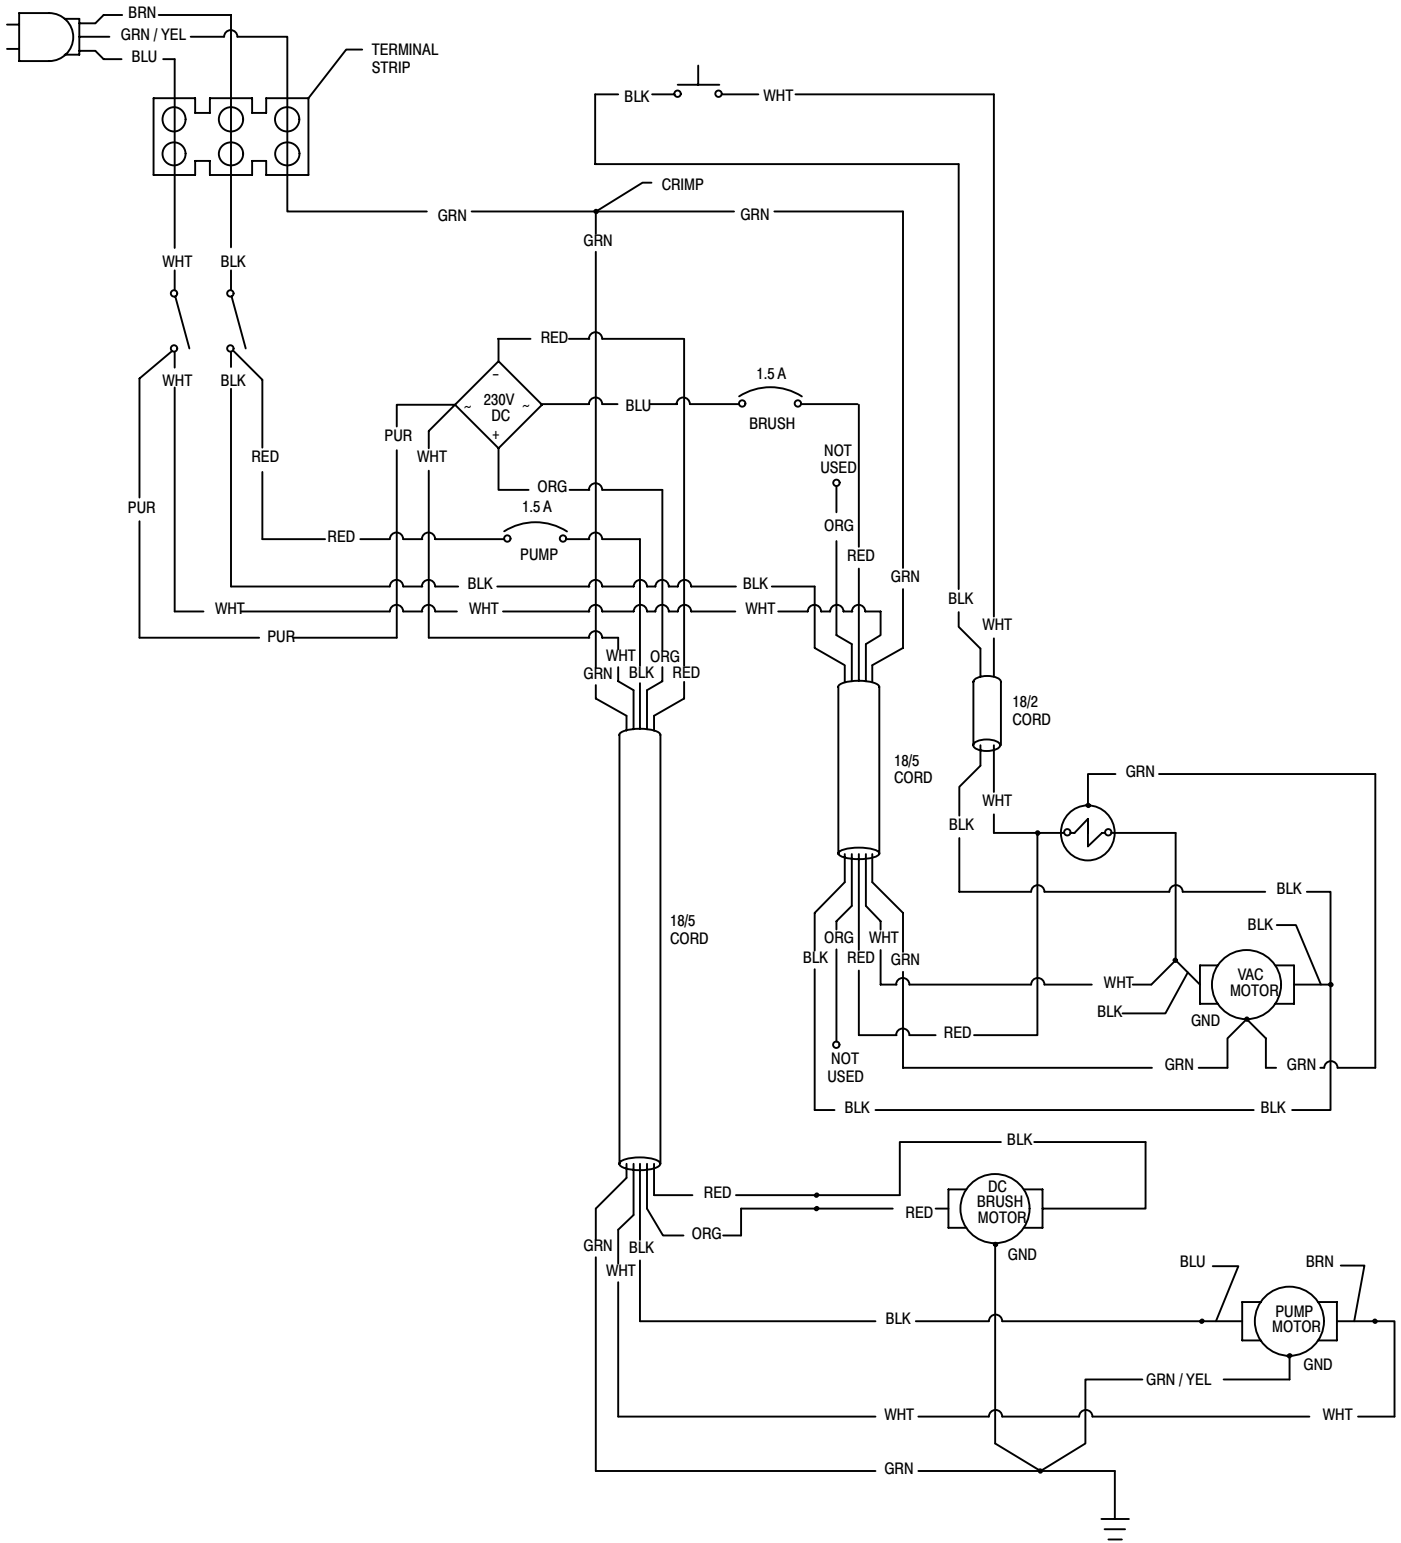 BRN
GRN / YEL
BLU
TERMINAL
STRIP
BLK
WHT
CRIMP
GRN
GRN
GRN
WHT
BLK
RED
1.5 A
WHT
BLK
−
~
230V
DC
~
+
BLU
BRUSH
PUR
WHT
RED
NOT
USED
ORG
1.5 A
PUR
ORG
RED
PUMP
RED
GRN
BLK
BLK
BLK
WHT
WHT
WHT
WHT
PUR
WHT
ORG
GRN
BLK
RED
18/2
CORD
18/5
CORD
GRN
WHT
BLK
BLK
18/5
CORD
BLK
ORG
WHT
BLK
RED
GRN
VAC
MOTOR
WHT
BLK
GND
RED
NOT
USED
GRN
GRN
BLK
BLK
BLK
RED
DC
BRUSH
MOTOR
RED
ORG
GRN
BLK
GND
WHT
BLU
BRN
BLK
PUMP
MOTOR
GND
GRN / YEL
WHT
WHT
GRN